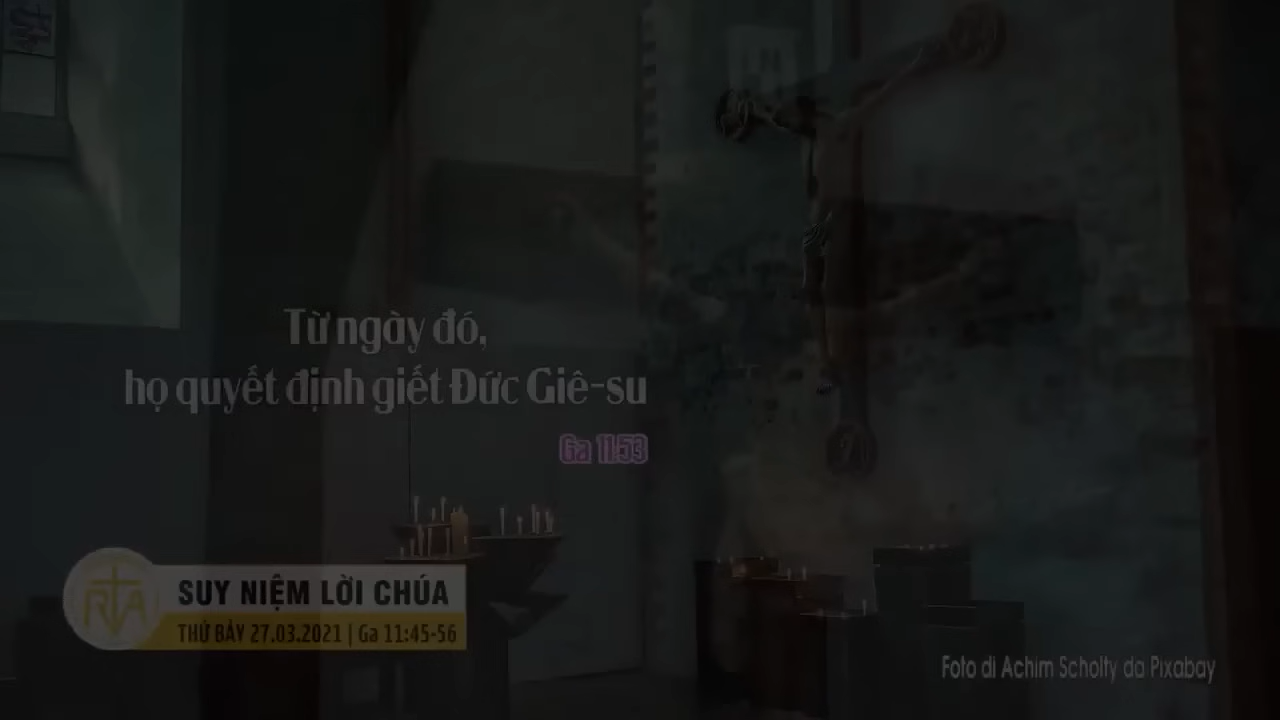 Từ ngày đó,
họ quyết định giết Đức Giê-su
Ga 11:53
RTA
SUY NIỆM LỜI CHÚA
THỨ BẢY 27.03.2021 | Ga 11:45-56
Foto di Achim Scholty da Pixabay